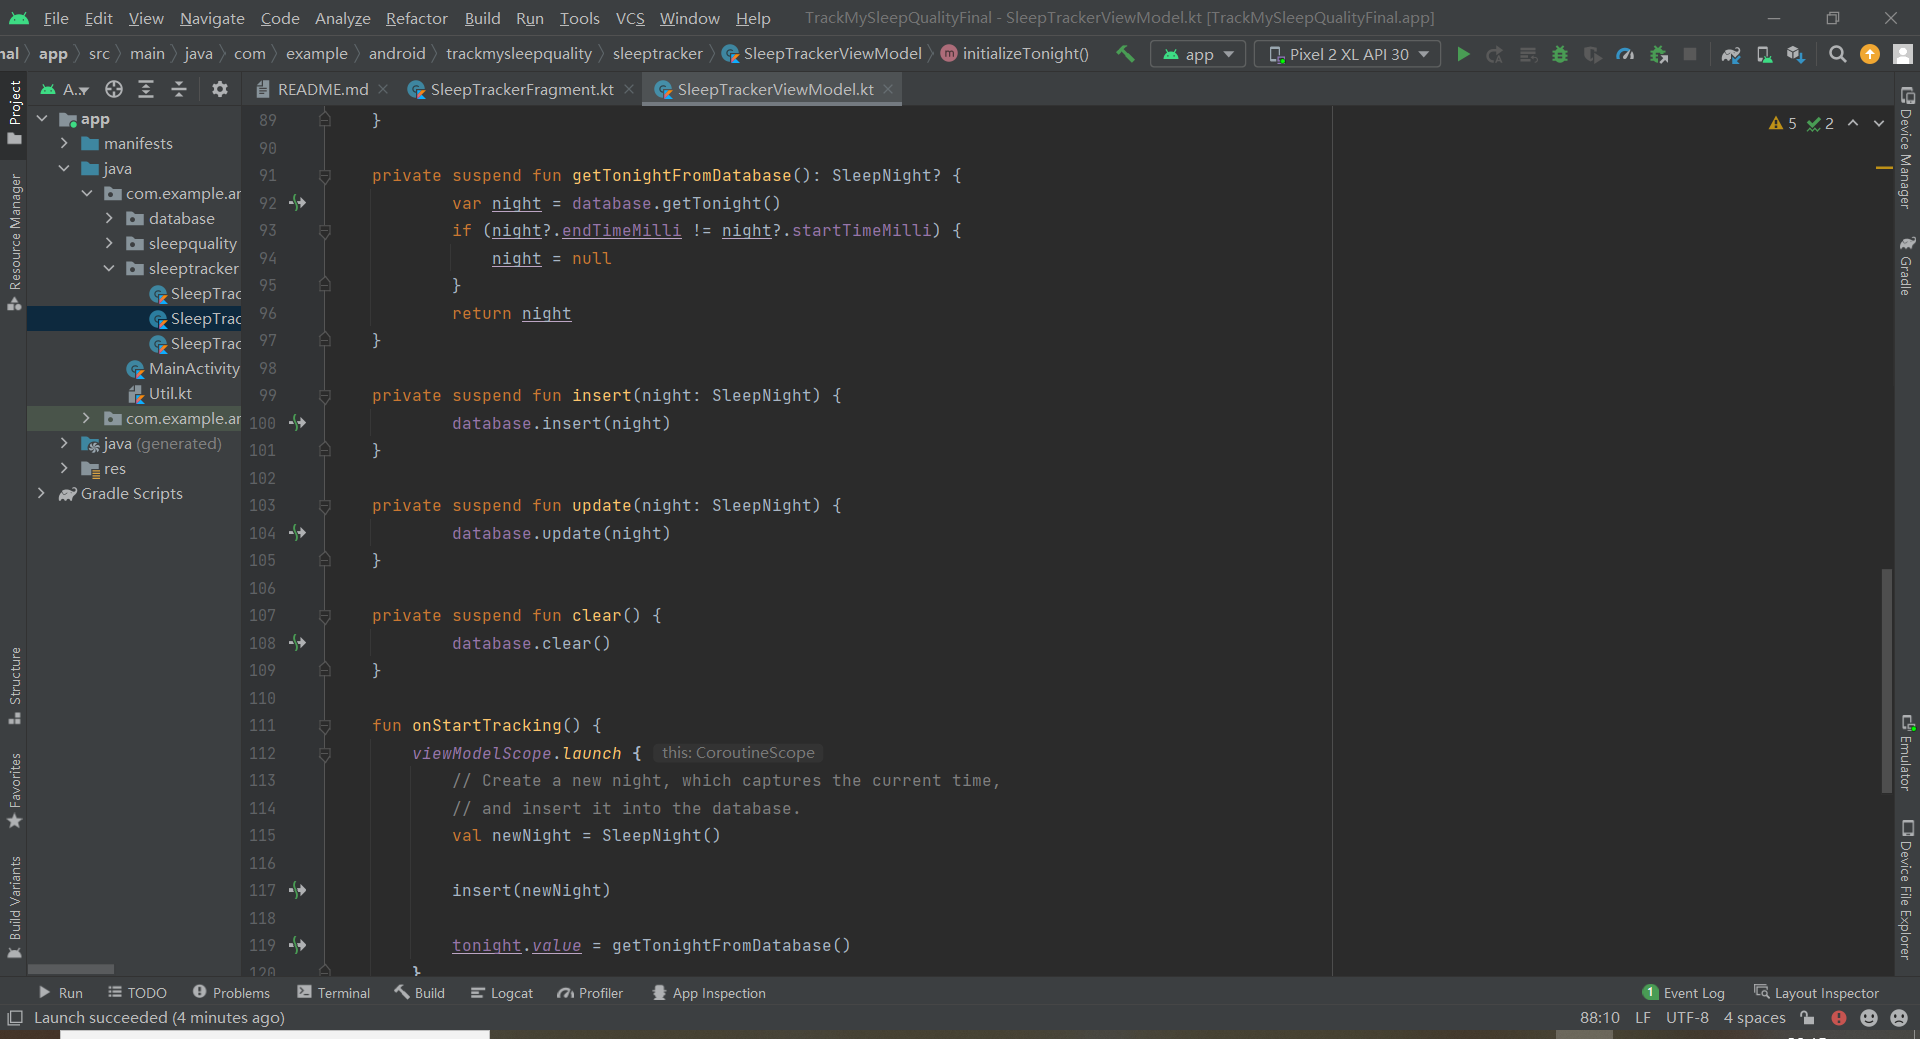 File Edit View Navigate Code Analyze Refactor Build Run Tools VCS Window Help TrackMySleepQualityFinal - SleepTrackerViewModel.kt [TrackMySleepQualityFinal.app]
nal app src main java com example android trackmysleepquality sleeptracker SleepTrackerViewModel initializeTonight() app Pixel 2 XL API 30
A.. README.md SleepTrackerFragment.kt SleepTrackerViewModel.kt
Project
Resource Manager
Structure
Favorites
Build Variants
app
manifests
java
com.example.ar
database
sleepquality
sleeptracker
SleepTrac
SleepTrac
SleepTrac
MainActivity
Util.kt
com.example.ar
java (generated)
res
Gradle Scripts
5 2
89 }
90
91 private suspend fun getTonightFromDatabase(): SleepNight? {
92 var night = database.getTonight()
93 if (night?.endTimeMilli != night?.startTimeMilli) {
94 night = null
95 }
96 return night
97 }
98
99 private suspend fun insert(night: SleepNight) {
100 database.insert(night)
101 }
102
103 private suspend fun update(night: SleepNight) {
104 database.update(night)
105 }
106
107 private suspend fun clear() {
108 database.clear()
109 }
110
111 fun onStartTracking() {
112 viewModelScope.launch { this: CoroutineScope
113 // Create a new night, which captures the current time,
114 // and insert it into the database.
115 val newNight = SleepNight()
116
117 insert(newNight)
118
119 tonight.value = getTonightFromDatabase()
120 }
Device Manager
Gradle
Emulator
Device File Explorer
Run TODO Problems Terminal Build Logcat Profiler App Inspection 1 Event Log Layout Inspector
Launch succeeded (4 minutes ago) 88:10 LF UTF-8 4 spaces